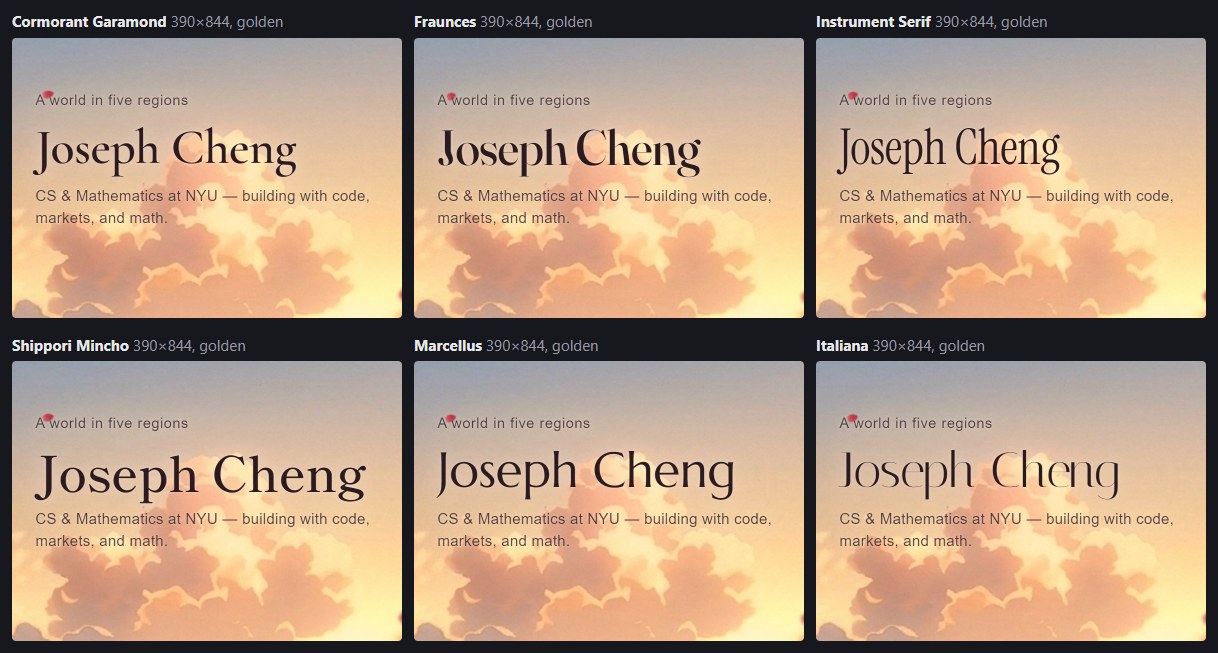 Cormorant Garamond 390×844, golden
A world in five regions
Joseph Cheng
CS & Mathematics at NYU — building with code,
markets, and math.
Fraunces 390×844, golden
A world in five regions
Joseph Cheng
CS & Mathematics at NYU — building with code,
markets, and math.
Instrument Serif 390×844, golden
A world in five regions
Joseph Cheng
CS & Mathematics at NYU — building with code,
markets, and math.
Shippori Mincho 390×844, golden
A world in five regions
Joseph Cheng
CS & Mathematics at NYU — building with code,
markets, and math.
Marcellus 390×844, golden
A world in five regions
Joseph Cheng
CS & Mathematics at NYU — building with code,
markets, and math.
Italiana 390×844, golden
A world in five regions
Joseph Cheng
CS & Mathematics at NYU — building with code,
markets, and math.